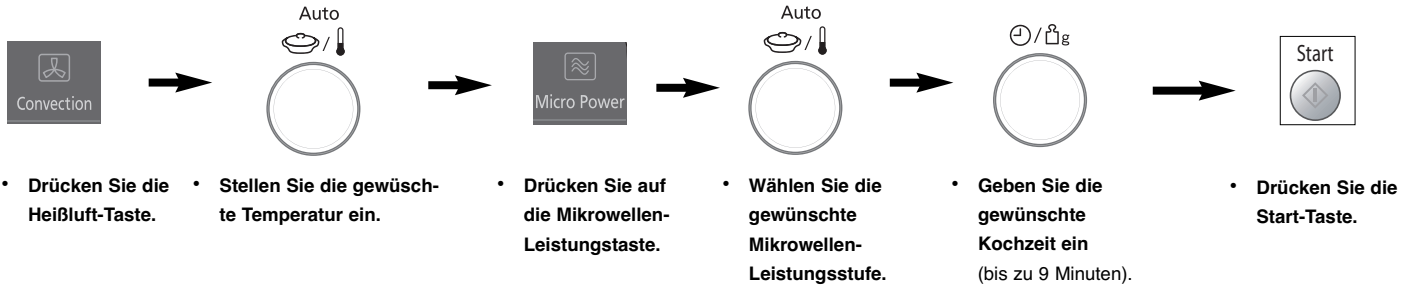 Auto
Auto
Convection
Micro Power
/ g
Start
• Drücken Sie die
Heißluft-Taste.
• Stellen Sie die gewüsch-
te Temperatur ein.
• Drücken Sie auf
die Mikrowellen-
Leistungstaste.
• Wählen Sie die
gewünschte
Mikrowellen-
Leistungsstufe.
• Geben Sie die
gewünschte
Kochzeit ein
(bis zu 9 Minuten).
• Drücken Sie die
Start-Taste.